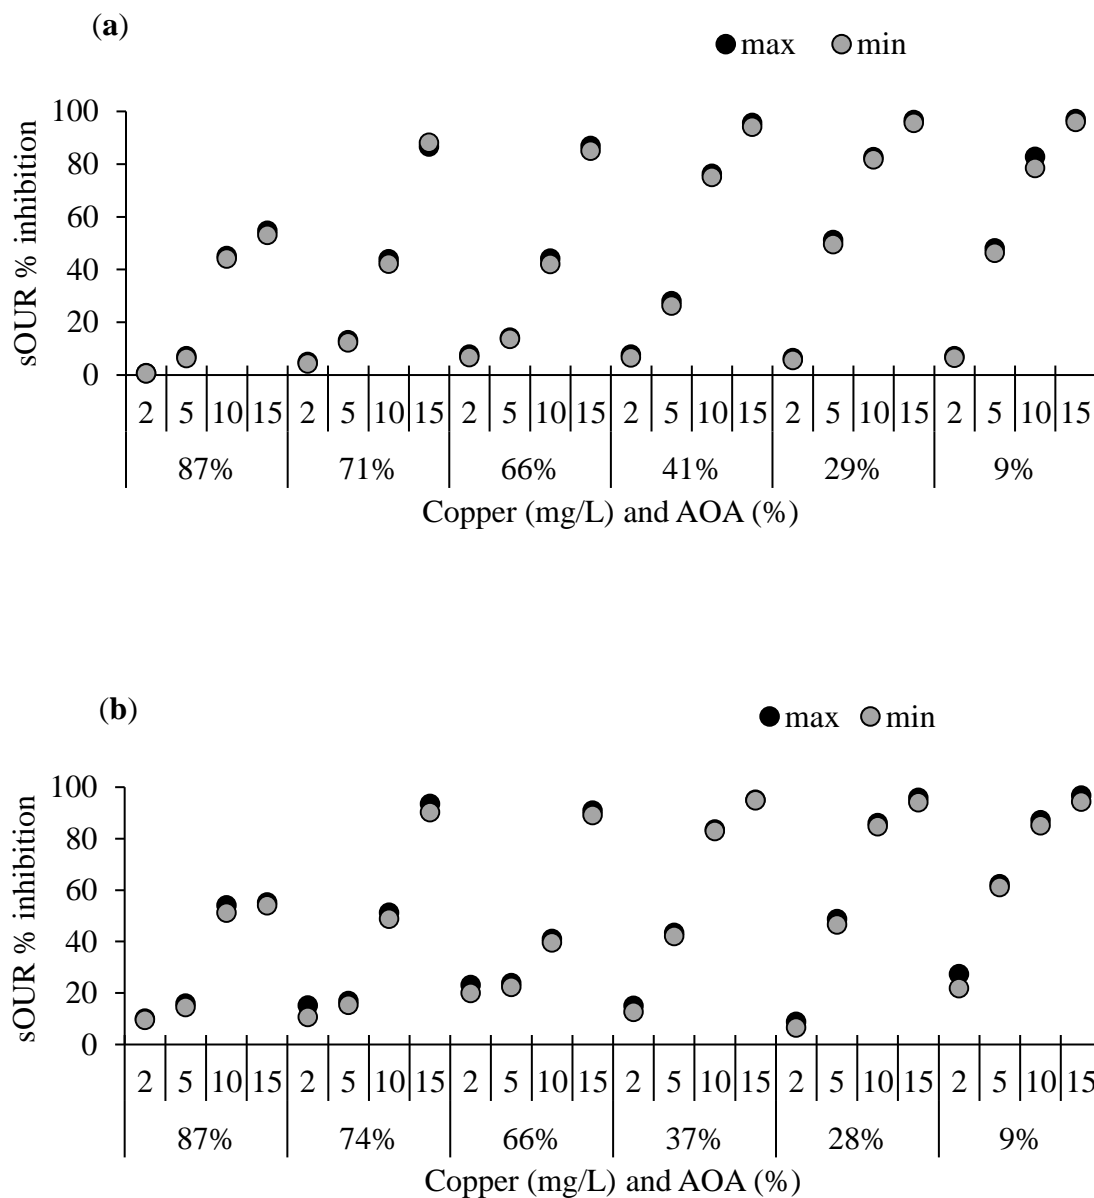 (a)
max min
100
80
60
40
20
0
sOUR % inhibition
2 5 10 15 2 5 10 15 2 5 10 15 2 5 10 15 2 5 10 15 2 5 10 15
87% 71% 66% 41% 29% 9%
Copper (mg/L) and AOA (%)
(b)
max min
100
80
60
40
20
0
sOUR % inhibition
2 5 10 15 2 5 10 15 2 5 10 15 2 5 10 15 2 5 10 15 2 5 10 15
87% 74% 66% 37% 28% 9%
Copper (mg/L) and AOA (%)